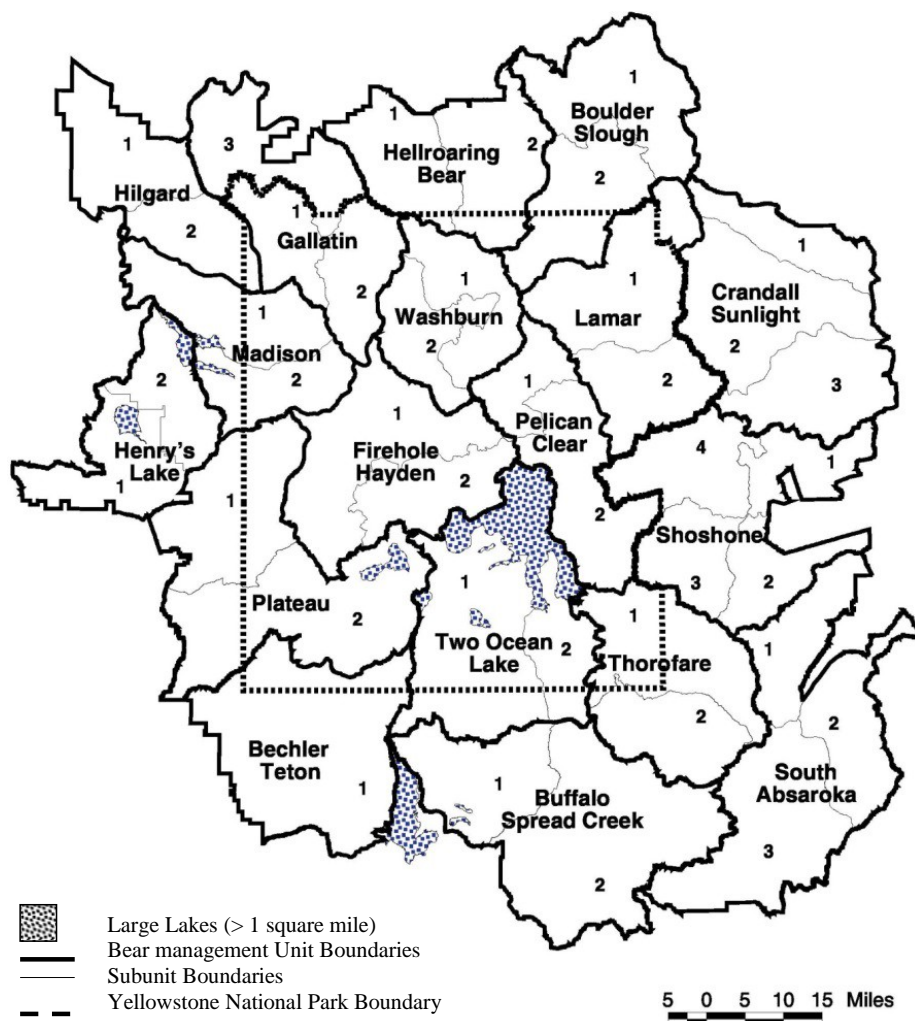 1
Boulder
Slough
1
1
3
Hellroaring
Bear
2
Hilgard
2
1
2
Gallatin
1
1
1
2
Washburn
Lamar
Crandall
Sunlight
1
Madison
2
2
2
2
1
2
3
Pelican
Clear
1
Firehole
Hayden
Henry's
Lake
4
1
2
1
1
2
Shoshone
1
3
2
Plateau
2
1
Two Ocean
Lake
2
Thorofare
1
2
2
Bechler
Teton
1
1
Buffalo
Spread Creek
South
Absaroka
3
2
Large Lakes (> 1 square mile)
Bear management Unit Boundaries
Subunit Boundaries
Yellowstone National Park Boundary
5 0 5 10 15 Miles